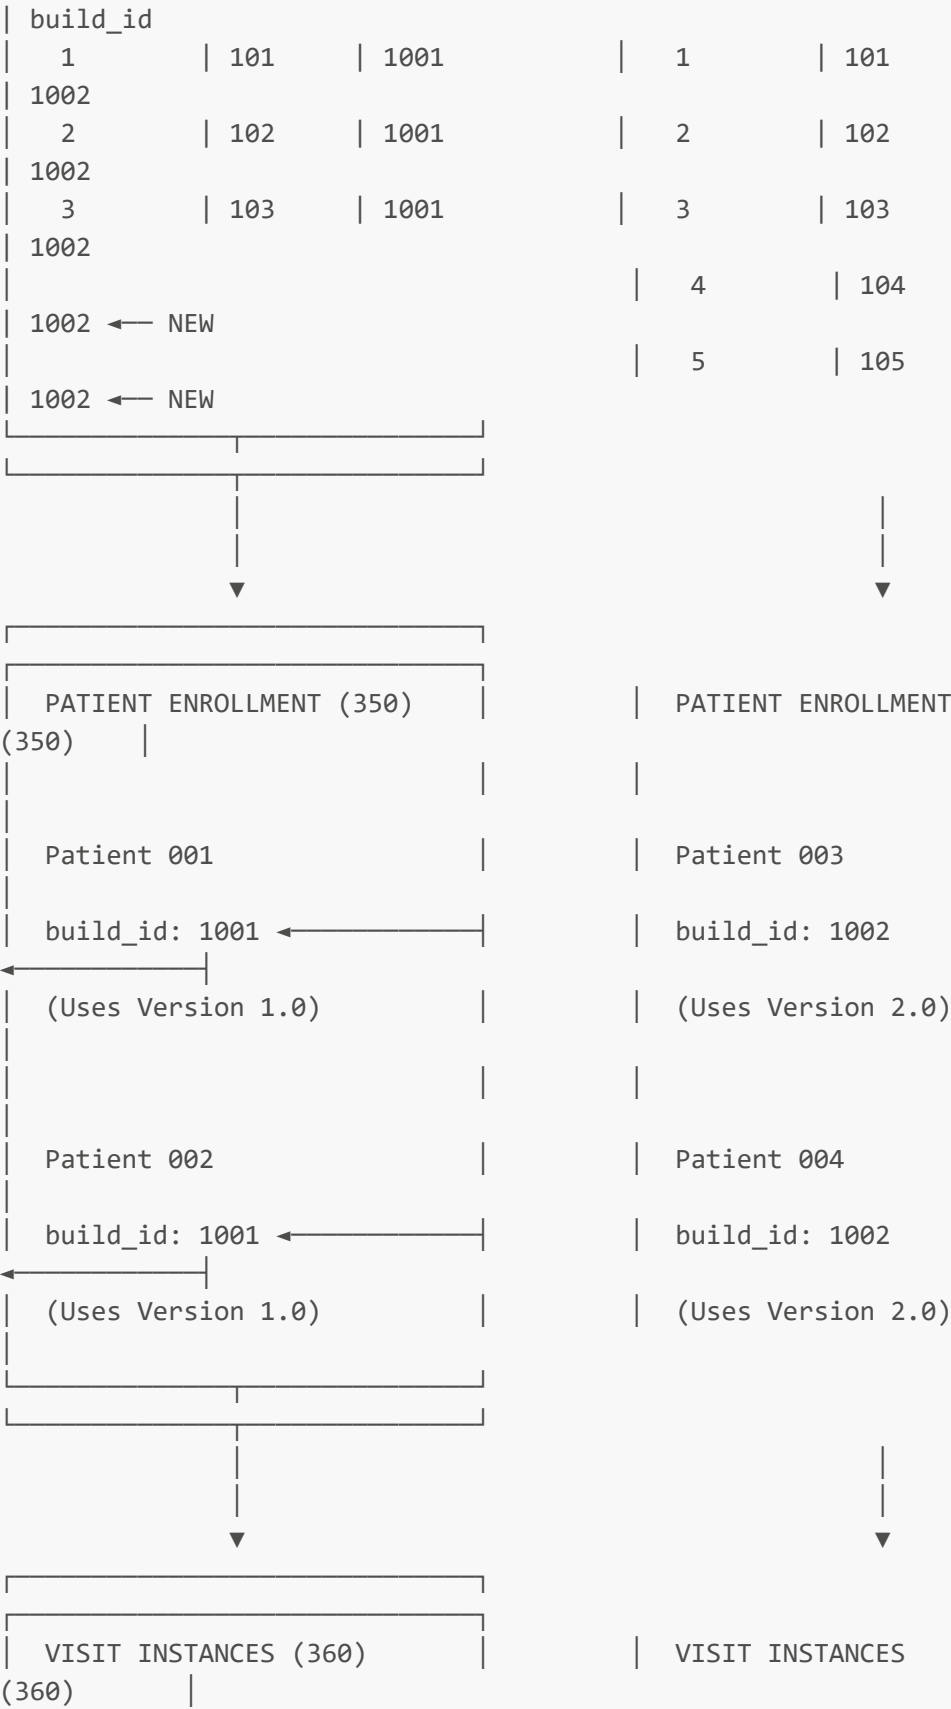 │ build_id
│   1        │ 101     │ 1001           │   1        │ 101
│ 1002
│   2        │ 102     │ 1001           │   2        │ 102
│ 1002
│   3        │ 103     │ 1001           │   3        │ 103
│ 1002
│                                         │   4        │ 104
│ 1002 ◄── NEW
│                                         │   5        │ 105
│ 1002 ◄── NEW
└──────────────┬───────────────┘
└──────────────┬───────────────┘
               │                                         │
               │                                         │
               ▼                                         ▼
┌──────────────────────────────┐
┌──────────────────────────────┐
│  PATIENT ENROLLMENT (350)    │         │  PATIENT ENROLLMENT
(350)    │
│                              │         │
│
│  Patient 001                 │         │  Patient 003
│
│  build_id: 1001 ◄────────────┤         │  build_id: 1002
◄────────────┤
│  (Uses Version 1.0)          │         │  (Uses Version 2.0)
│
│                              │         │
│
│  Patient 002                 │         │  Patient 004
│
│  build_id: 1001 ◄────────────┤         │  build_id: 1002
◄────────────┤
│  (Uses Version 1.0)          │         │  (Uses Version 2.0)
│
└──────────────┬───────────────┘
└──────────────┬───────────────┘
               │                                         │
               │                                         │
               ▼                                         ▼
┌──────────────────────────────┐
┌──────────────────────────────┐
│  VISIT INSTANCES (360)       │         │  VISIT INSTANCES
(360)       │